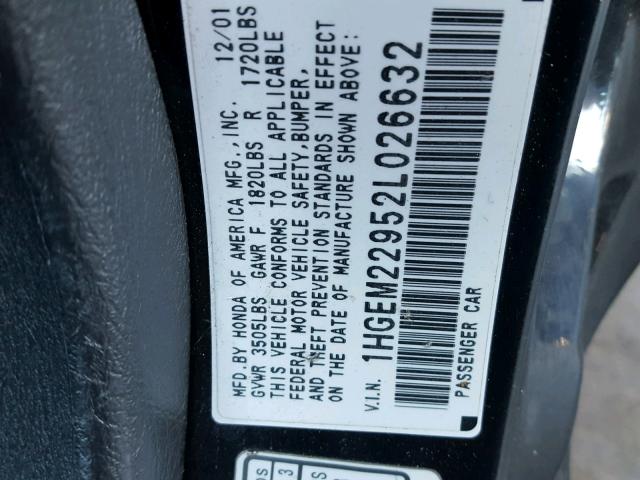 MFD.BY HONDA OF AMERICA MFG., INC. 12/01
GVWR 3505LBS GAWR F 1820LBS R 1720LBS
THIS VEHICLE CONFORMS TO ALL APPLICABLE
FEDERAL MOTOR VEHICLE SAFETY,BUMPER,
AND THEFT PREVENTION STANDARDS IN EFFECT
ON THE DATE OF MANUFACTURE SHOWN ABOVE:
V.I.N. 1HGEM22952L026632
PASSENGER CAR
3